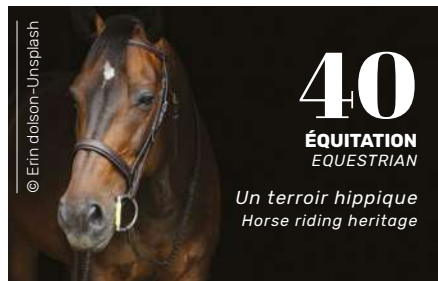 © Erin dolson-Unsplash
40
ÉQUITATION
EQUESTRIAN
Un terroir hippique
Horse riding heritage